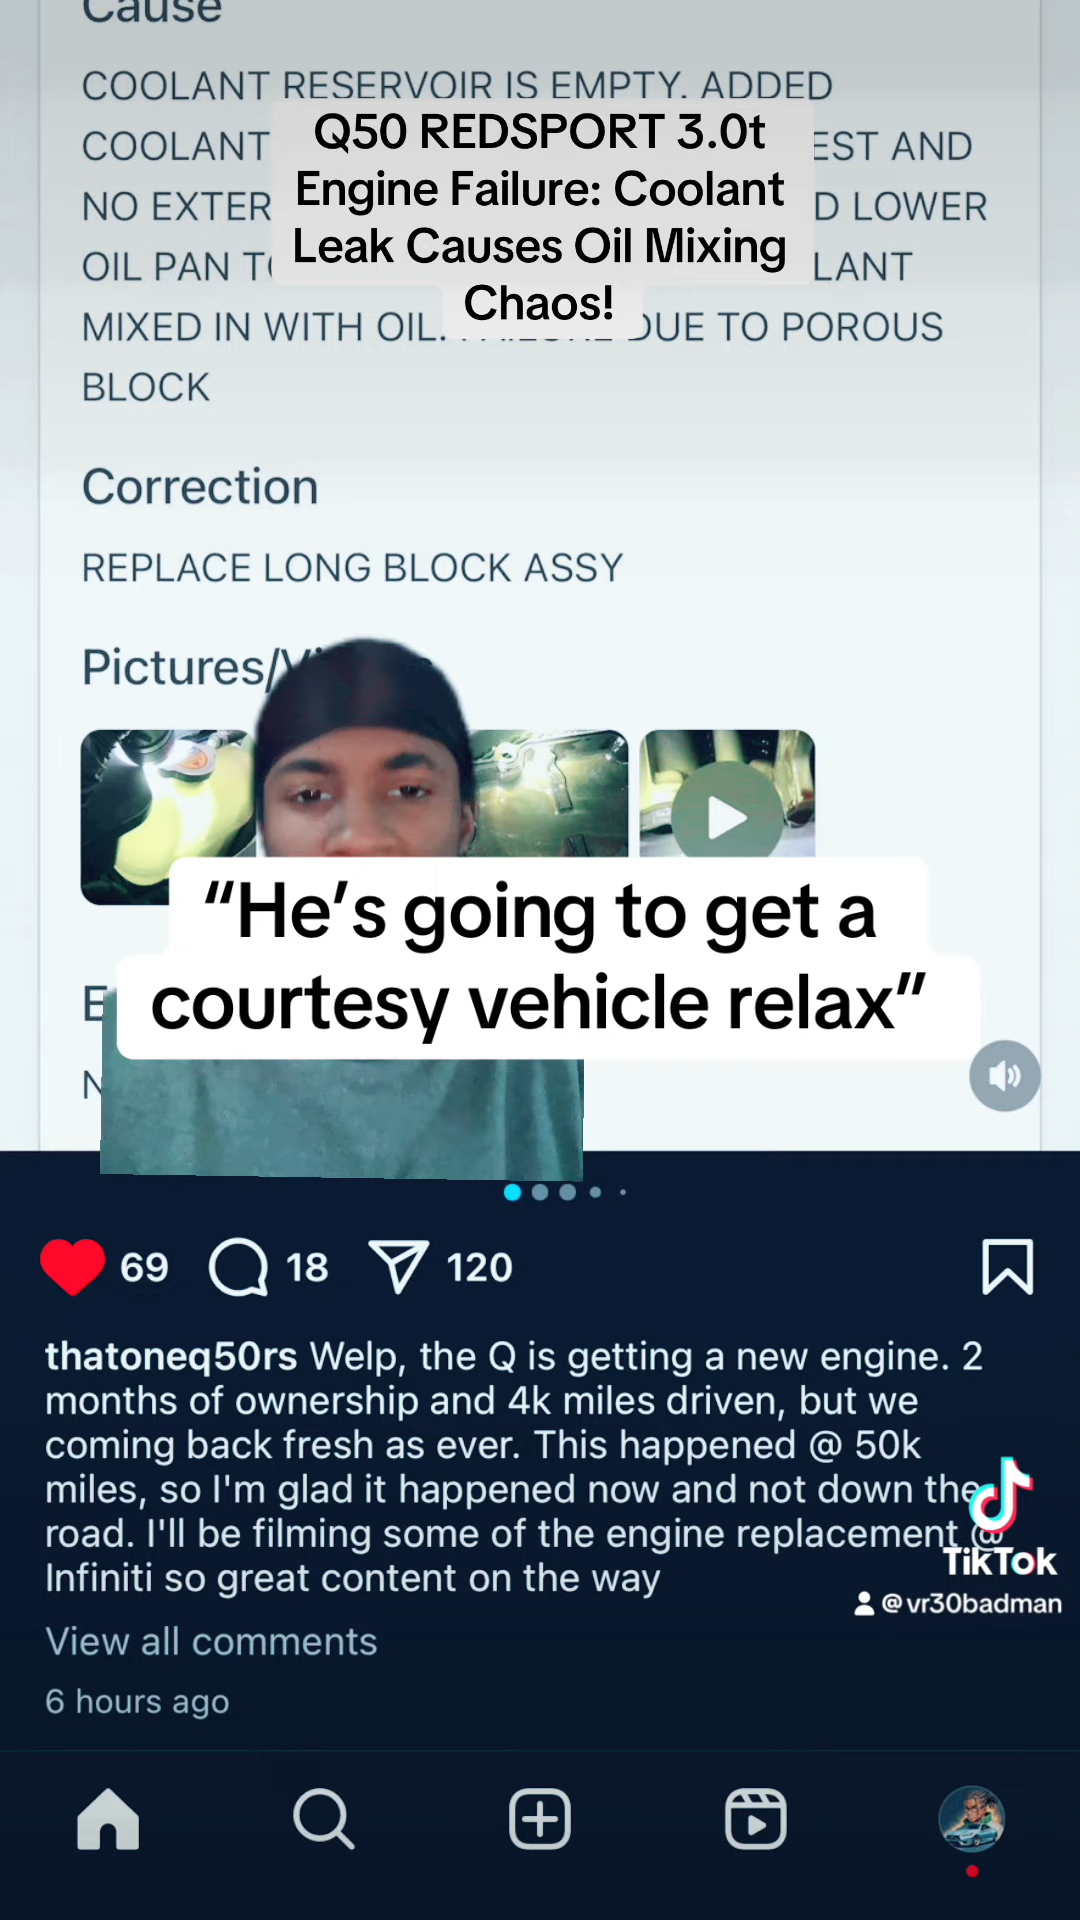 Cause
COOLANT RESERVOIR IS EMPTY. ADDED
COOLANT EST AND
NO EXTER D LOWER
OIL PAN T LANT
MIXED IN WITH OIL. DUE TO POROUS
BLOCK
Q50 REDSPORT 3.0t
Engine Failure: Coolant
Leak Causes Oil Mixing
Chaos!
Correction
REPLACE LONG BLOCK ASSY
Pictures/
“He’s going to get a
courtesy vehicle relax”
E
N
69 18 120
thatoneq50rs Welp, the Q is getting a new engine. 2
months of ownership and 4k miles driven, but we
coming back fresh as ever. This happened @ 50k
miles, so I'm glad it happened now and not down the
road. I'll be filming some of the engine replacement @
Infiniti so great content on the way
TikTok
@vr30badman
View all comments
6 hours ago